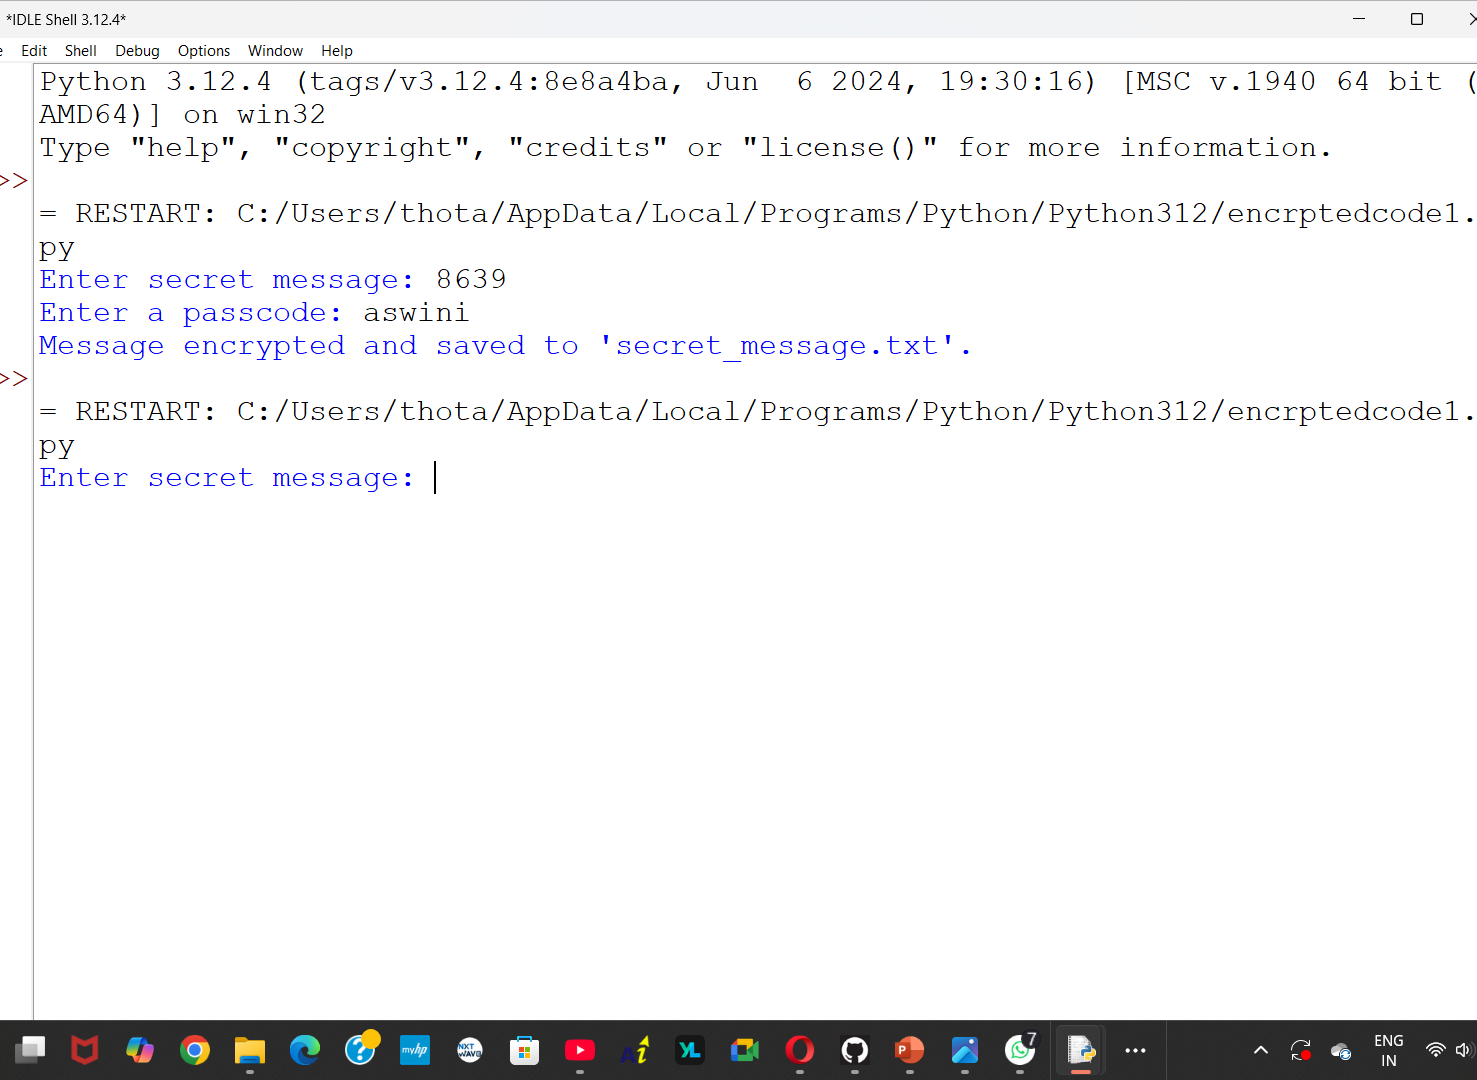 *IDLE Shell 3.12.4*
e Edit Shell Debug Options Window Help
Python 3.12.4 (tags/v3.12.4:8e8a4ba, Jun  6 2024, 19:30:16) [MSC v.1940 64 bit (
AMD64)] on win32
Type "help", "copyright", "credits" or "license()" for more information.
>>
= RESTART: C:/Users/thota/AppData/Local/Programs/Python/Python312/encrptedcode1.
py
Enter secret message: 8639
Enter a passcode: aswini
Message encrypted and saved to 'secret_message.txt'.
>>
= RESTART: C:/Users/thota/AppData/Local/Programs/Python/Python312/encrptedcode1.
py
Enter secret message:
myhp
NXT
WAVE
7
ENG
IN